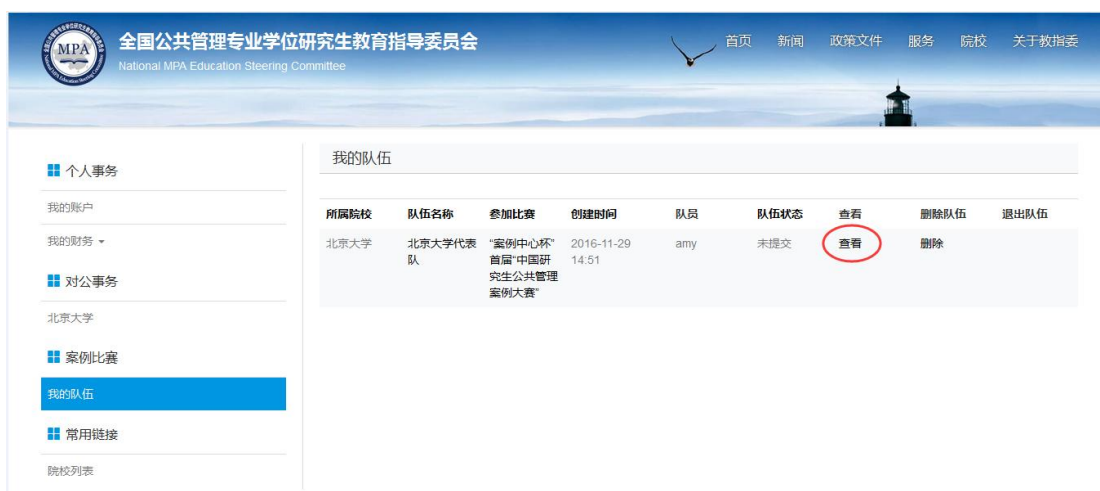 MPA
全国公共管理专业学位研究生教育指导委员会
National MPA Education Steering Committee
首页 新闻 政策文件 服务 院校 关于教指委
个人事务
我的账户
我的财务
对公事务
北京大学
案例比赛
我的队伍
常用链接
院校列表
我的队伍
所属院校 队伍名称 参加比赛 创建时间 队员 队伍状态 查看 删除队伍 退出队伍
北京大学 北京大学代表 "案例中心杯" 2016-11-29 amy 未提交 查看 删除
队 首届"中国研 14:51
究生公共管理
案例大赛"